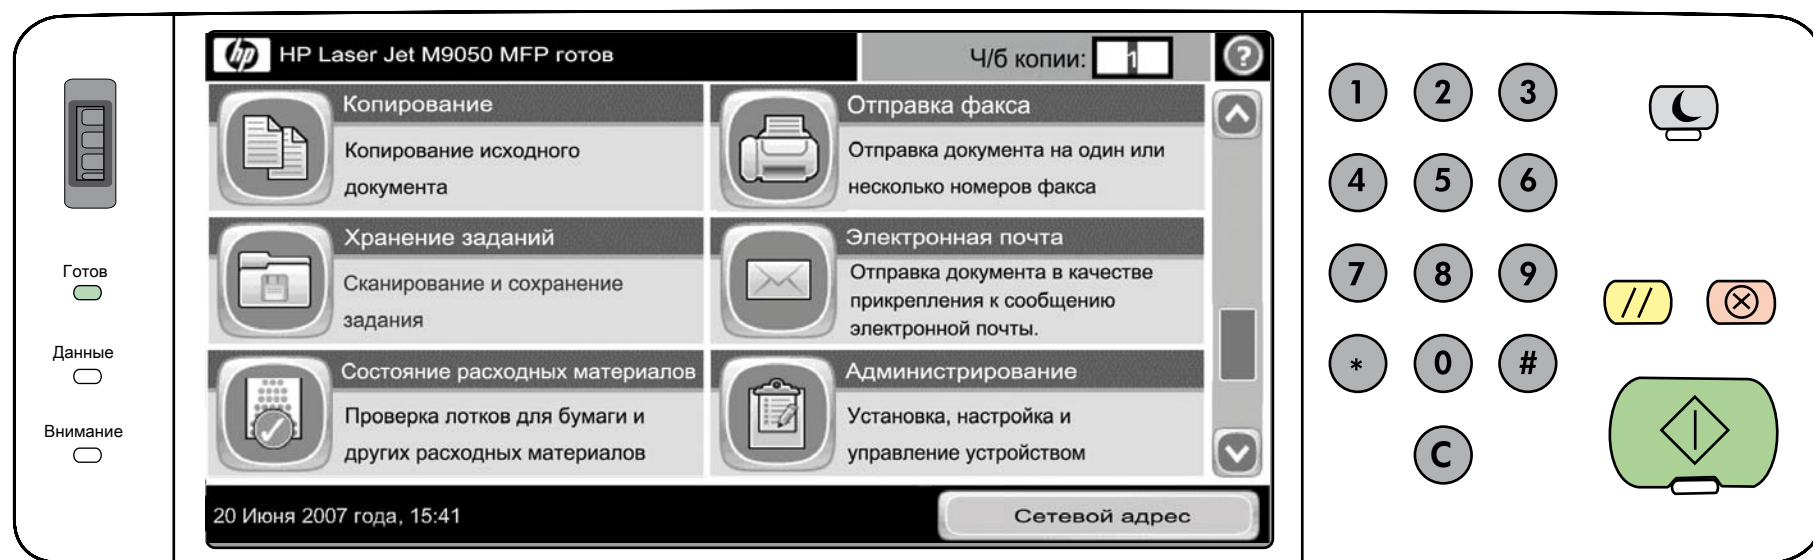 hp HP Laser Jet M9050 MFP готов
Ч/б копии: 1
?
Копирование
Копирование исходного
документа
Отправка факса
Отправка документа на один или
несколько номеров факса
Хранение заданий
Сканирование и сохранение
задания
Электронная почта
Отправка документа в качестве
прикрепления к сообщению
электронной почты.
Состояние расходных материалов
Проверка лотков для бумаги и
других расходных материалов
Администрирование
Установка, настройка и
управление устройством
20 Июня 2007 года, 15:41
Сетевой адрес
Готов
Данные
Внимание
1 2 3
4 5 6
7 8 9
* 0 #
C